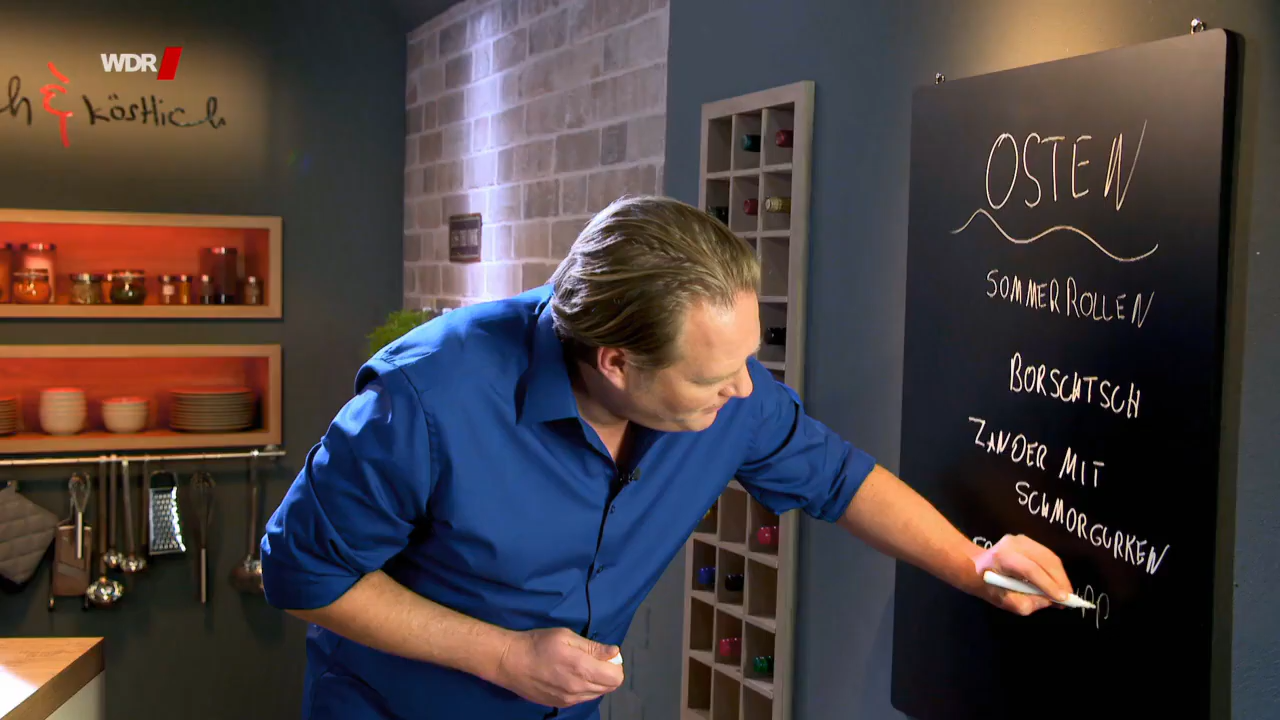 WDR
& köstlich
OSTEN
SOMMERROLLEN
BORSCHTSCH
ZANDER MIT
SCHMORGURKEN